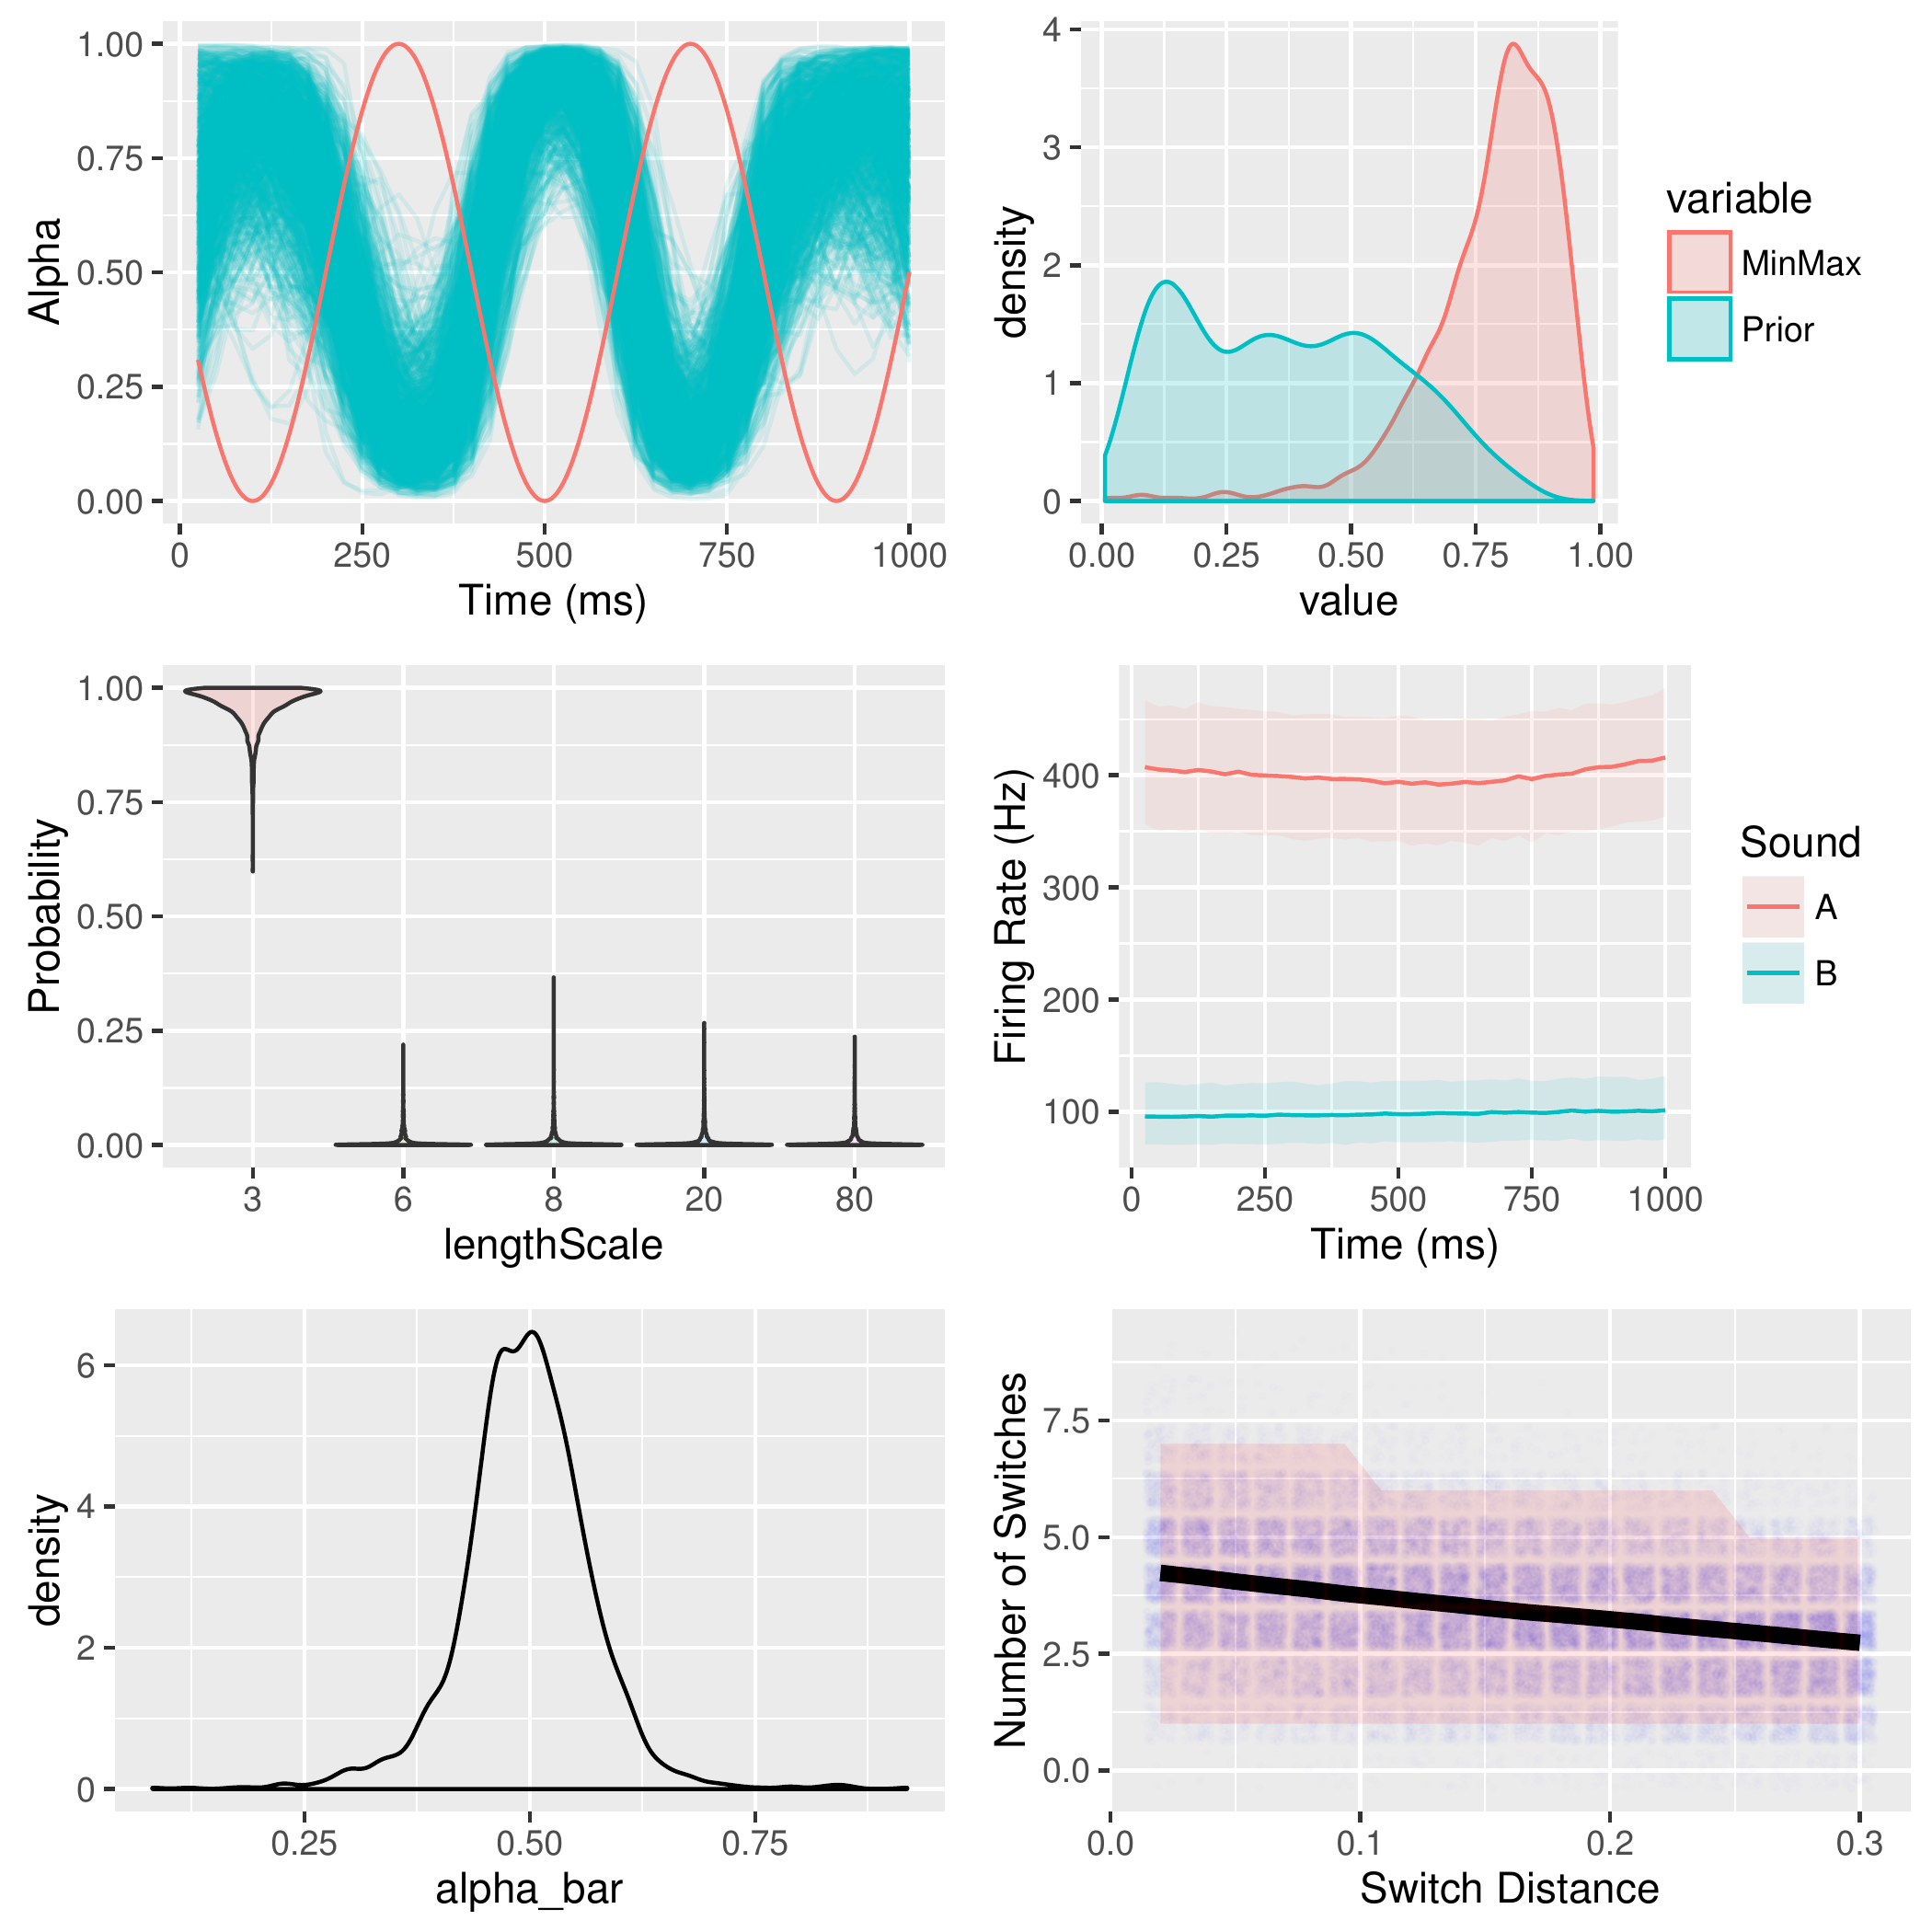 1.00
0.75
0.50
0.25
0.00
Alpha
0 250 500 750 1000
Time (ms)
4
3
2
1
0
density
0.00 0.25 0.50 0.75 1.00
value
variable
MinMax
Prior
1.00
0.75
0.50
0.25
0.00
Probability
3 6 8 20 80
lengthScale
400
300
200
100
Firing Rate (Hz)
0 250 500 750 1000
Time (ms)
Sound
A
B
6
4
2
0
density
0.25 0.50 0.75
alpha_bar
7.5
5.0
2.5
0.0
Number of Switches
0.0 0.1 0.2 0.3
Switch Distance